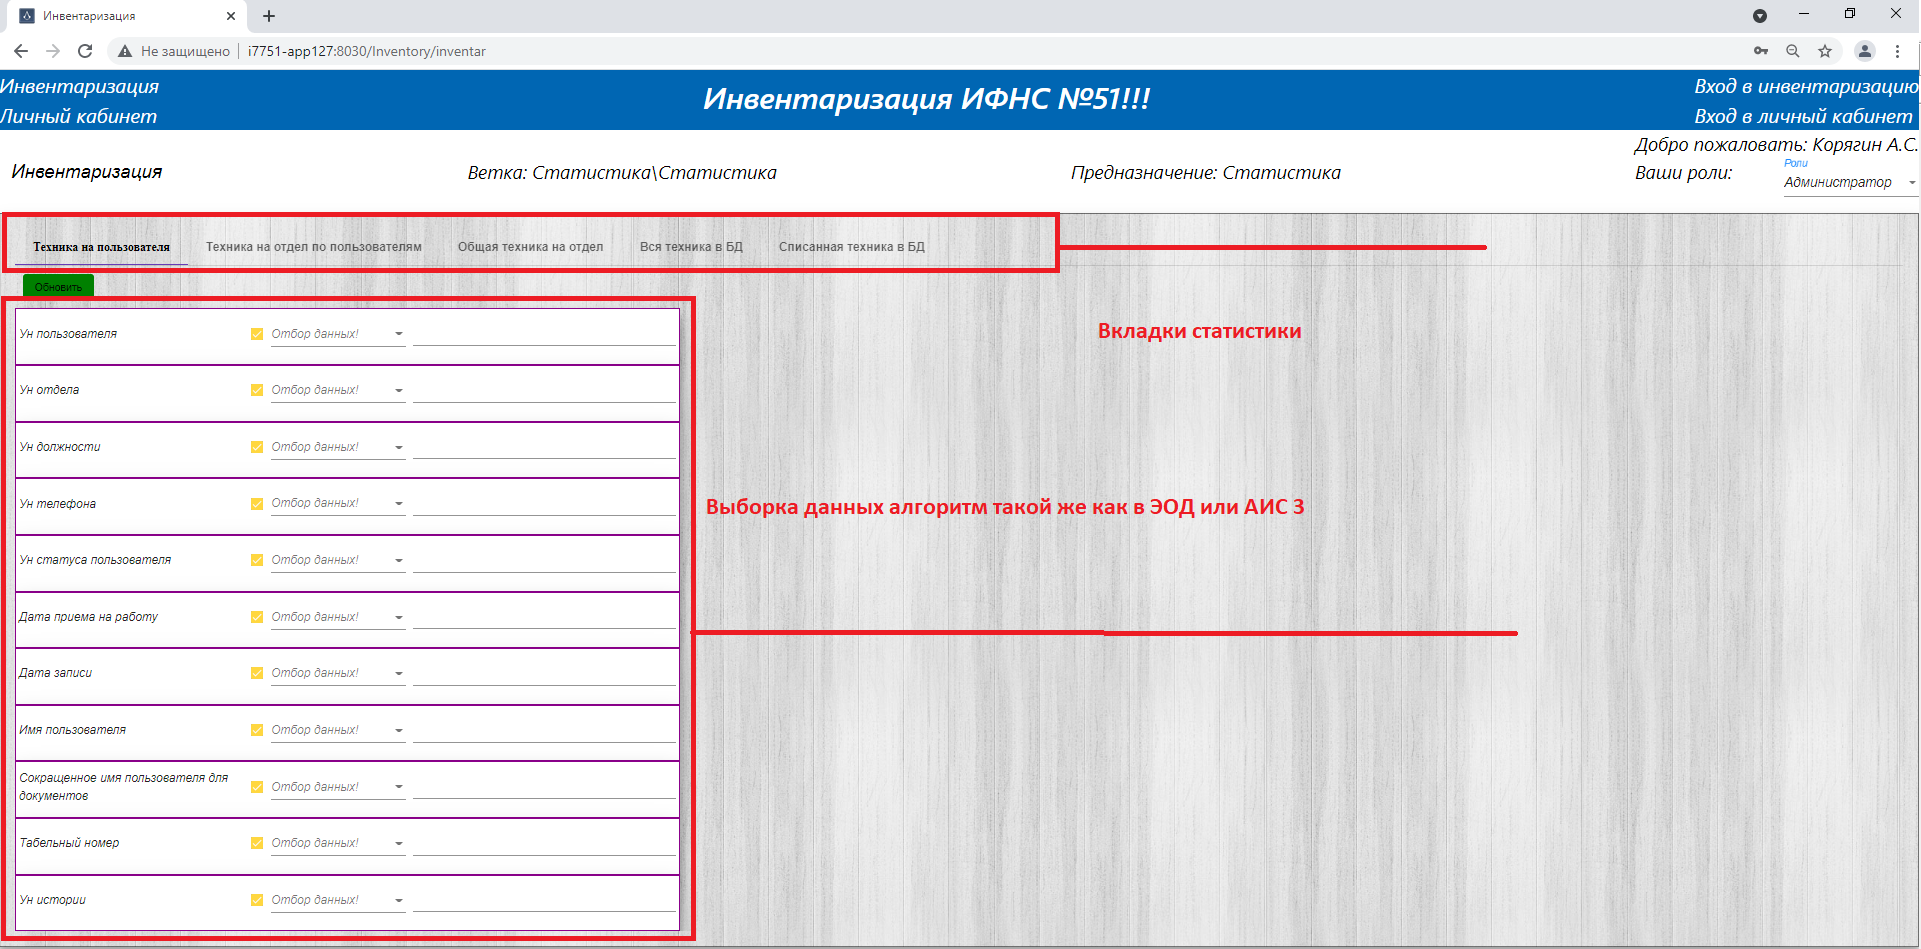 Инвентаризация
Не защищено
i7751-app127:8030/Inventory/inventar
Инвентаризация
Личный кабинет
Инвентаризация ИФНС №51!!!
Вход в инвентаризацию
Вход в личный кабинет
Добро пожаловать: Корягин А.С.
Инвентаризация
Ветка: Статистика\Статистика
Предназначение: Статистика
Ваши роли:
Роли
Администратор
Техника на пользователя
Техника на отдел по пользователям
Общая техника на отдел
Вся техника в БД
Списанная техника в БД
Обновить
Вкладки статистики
Ун пользователя
Отбор данных!
Ун отдела
Отбор данных!
Ун должности
Отбор данных!
Ун телефона
Отбор данных!
Выборка данных алгоритм такой же как в ЭОД или АИС 3
Ун статуса пользователя
Отбор данных!
Дата приема на работу
Отбор данных!
Дата записи
Отбор данных!
Имя пользователя
Отбор данных!
Сокращенное имя пользователя для
документов
Отбор данных!
Табельный номер
Отбор данных!
Ун истории
Отбор данных!